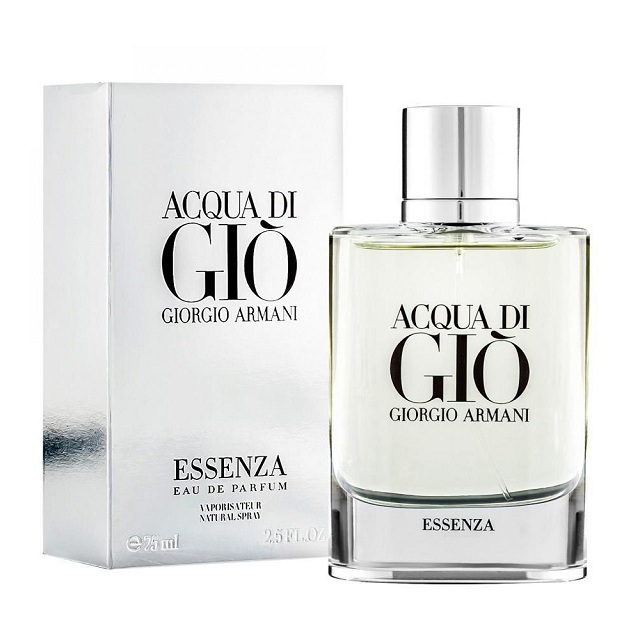 ACQUA DI
GIÒ
GIORGIO ARMANI
ESSENZA
EAU DE PARFUM
VAPORISATEUR
NATURAL SPRAY
℮ 75 ml
2.5 FL.OZ
ACQUA DI
GIÒ
GIORGIO ARMANI
ESSENZA